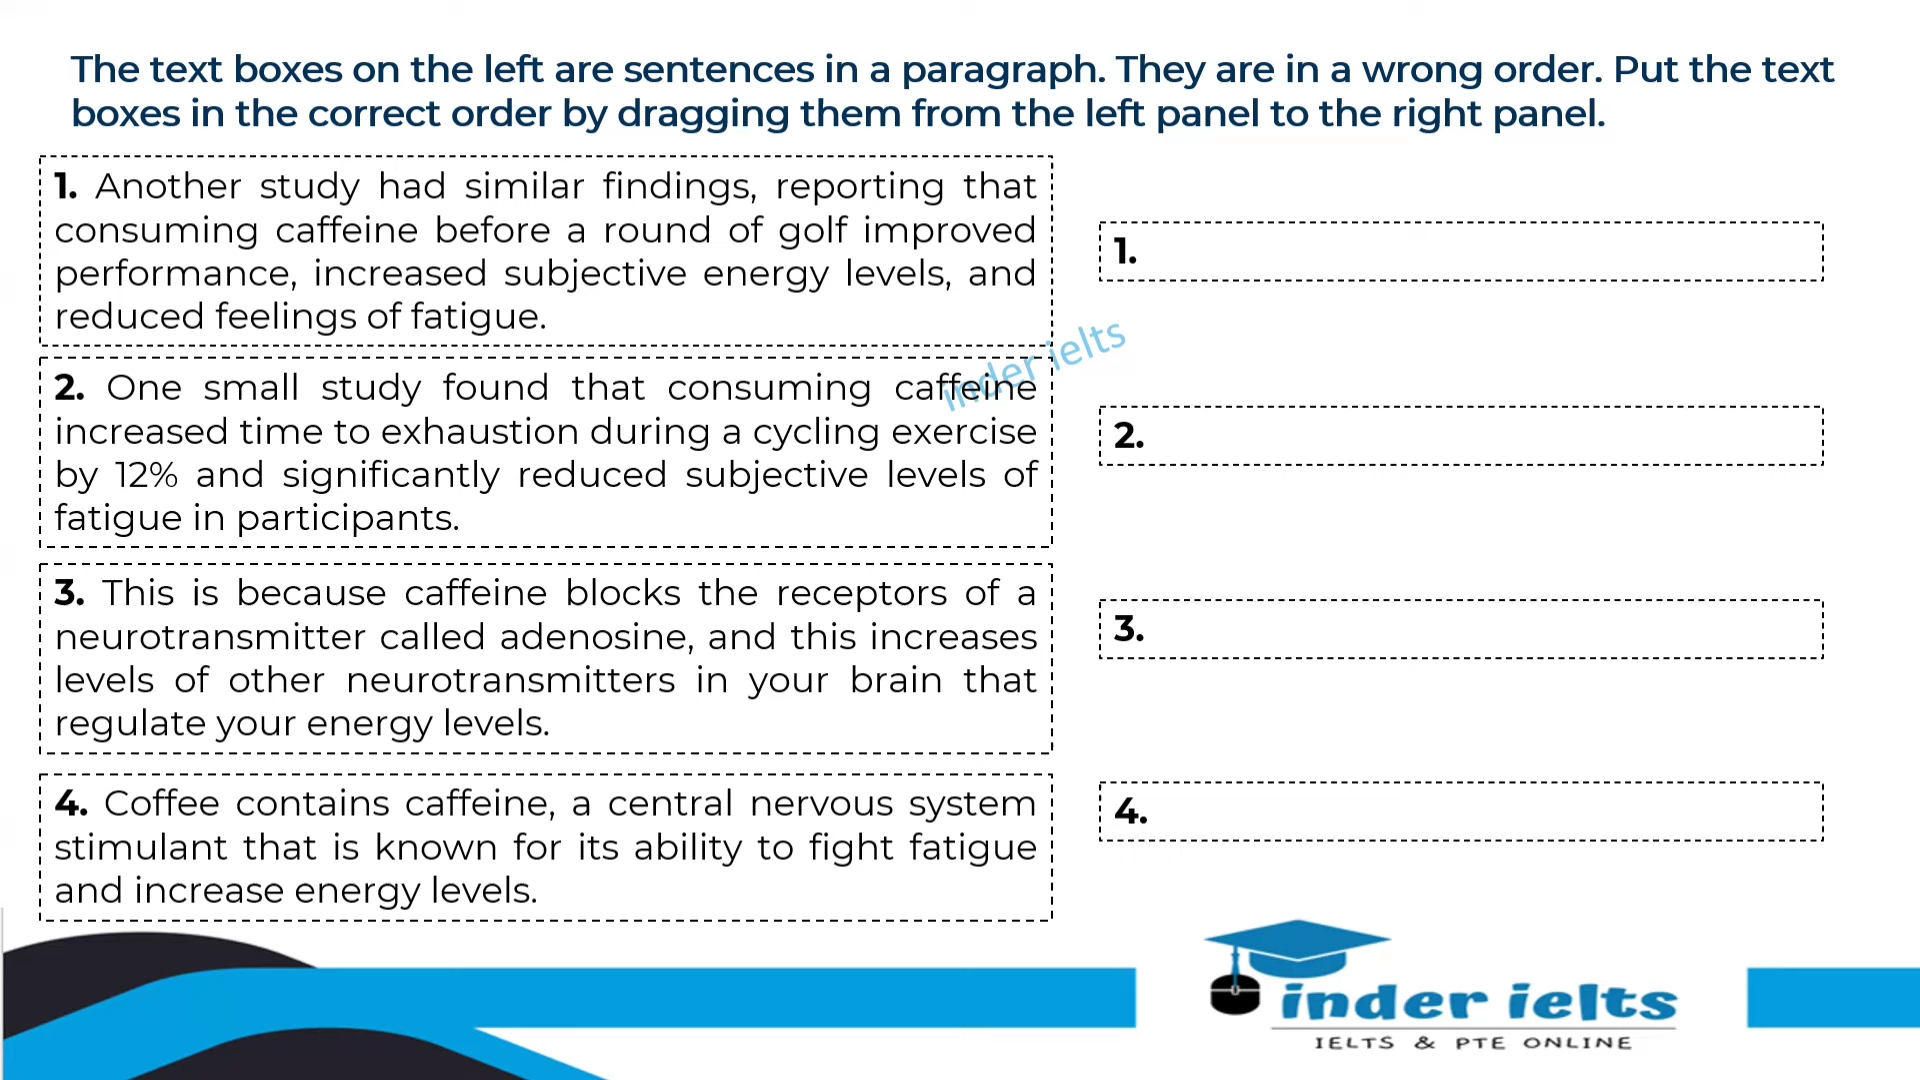 The text boxes on the left are sentences in a paragraph. They are in a wrong order. Put the text
boxes in the correct order by dragging them from the left panel to the right panel.
1. Another study had similar findings, reporting that
consuming caffeine before a round of golf improved
performance, increased subjective energy levels, and
reduced feelings of fatigue.
2. One small study found that consuming caffeine
increased time to exhaustion during a cycling exercise
by 12% and significantly reduced subjective levels of
fatigue in participants.
3. This is because caffeine blocks the receptors of a
neurotransmitter called adenosine, and this increases
levels of other neurotransmitters in your brain that
regulate your energy levels.
4. Coffee contains caffeine, a central nervous system
stimulant that is known for its ability to fight fatigue
and increase energy levels.
inder ielts
1.
2.
3.
4.
inder ielts
IELTS & PTE ONLINE